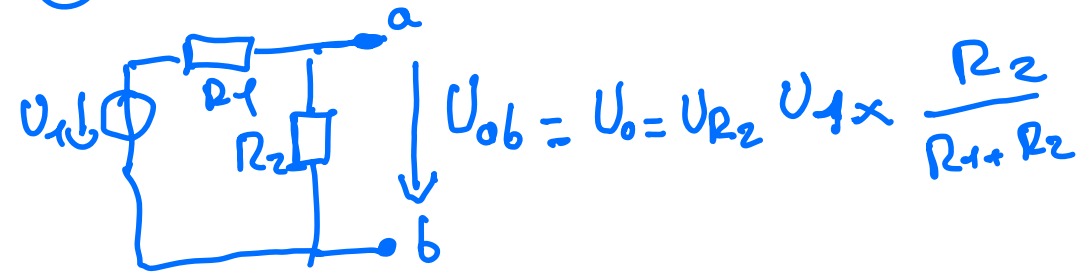 a
R1
U1
R2
Uab = U0 = UR2 U1 x R2 / R1+R2
b